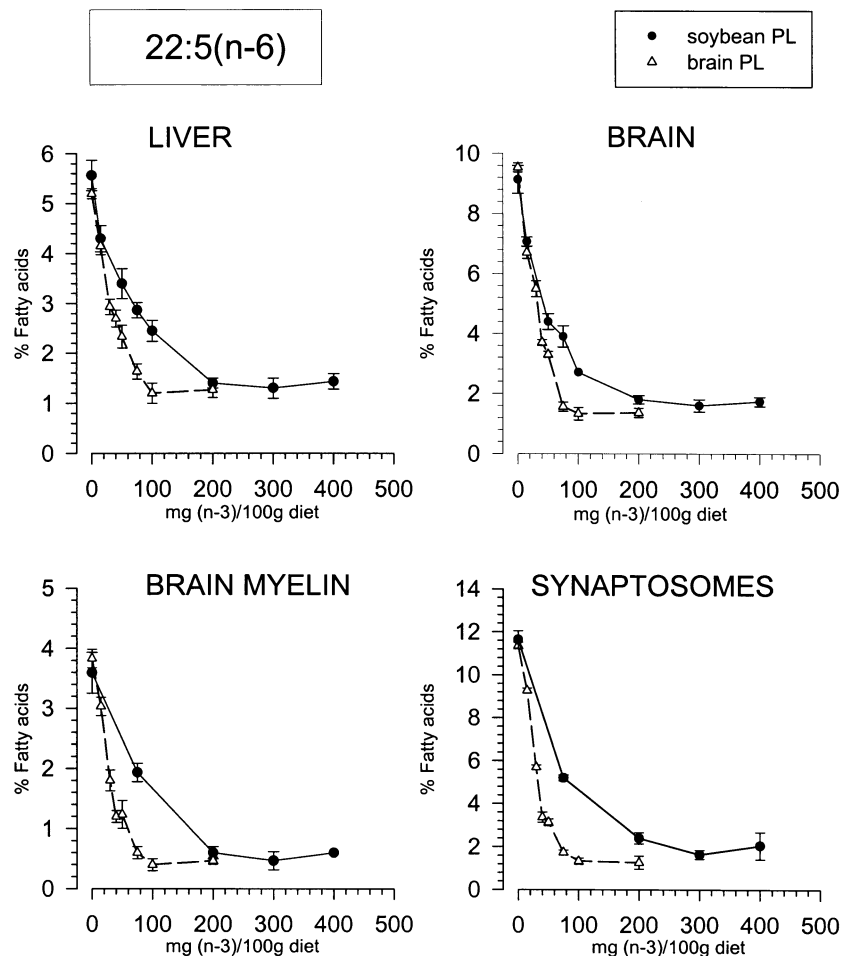 22:5(n-6)
soybean PL
brain PL
LIVER
% Fatty acids
6
5
4
3
2
1
0
0 100 200 300 400 500
mg (n-3)/100g diet
BRAIN
% Fatty acids
10
8
6
4
2
0
0 100 200 300 400 500
mg (n-3)/100g diet
BRAIN MYELIN
% Fatty acids
5
4
3
2
1
0
0 100 200 300 400 500
mg (n-3)/100g diet
SYNAPTOSOMES
% Fatty acids
14
12
10
8
6
4
2
0
0 100 200 300 400 500
mg (n-3)/100g diet